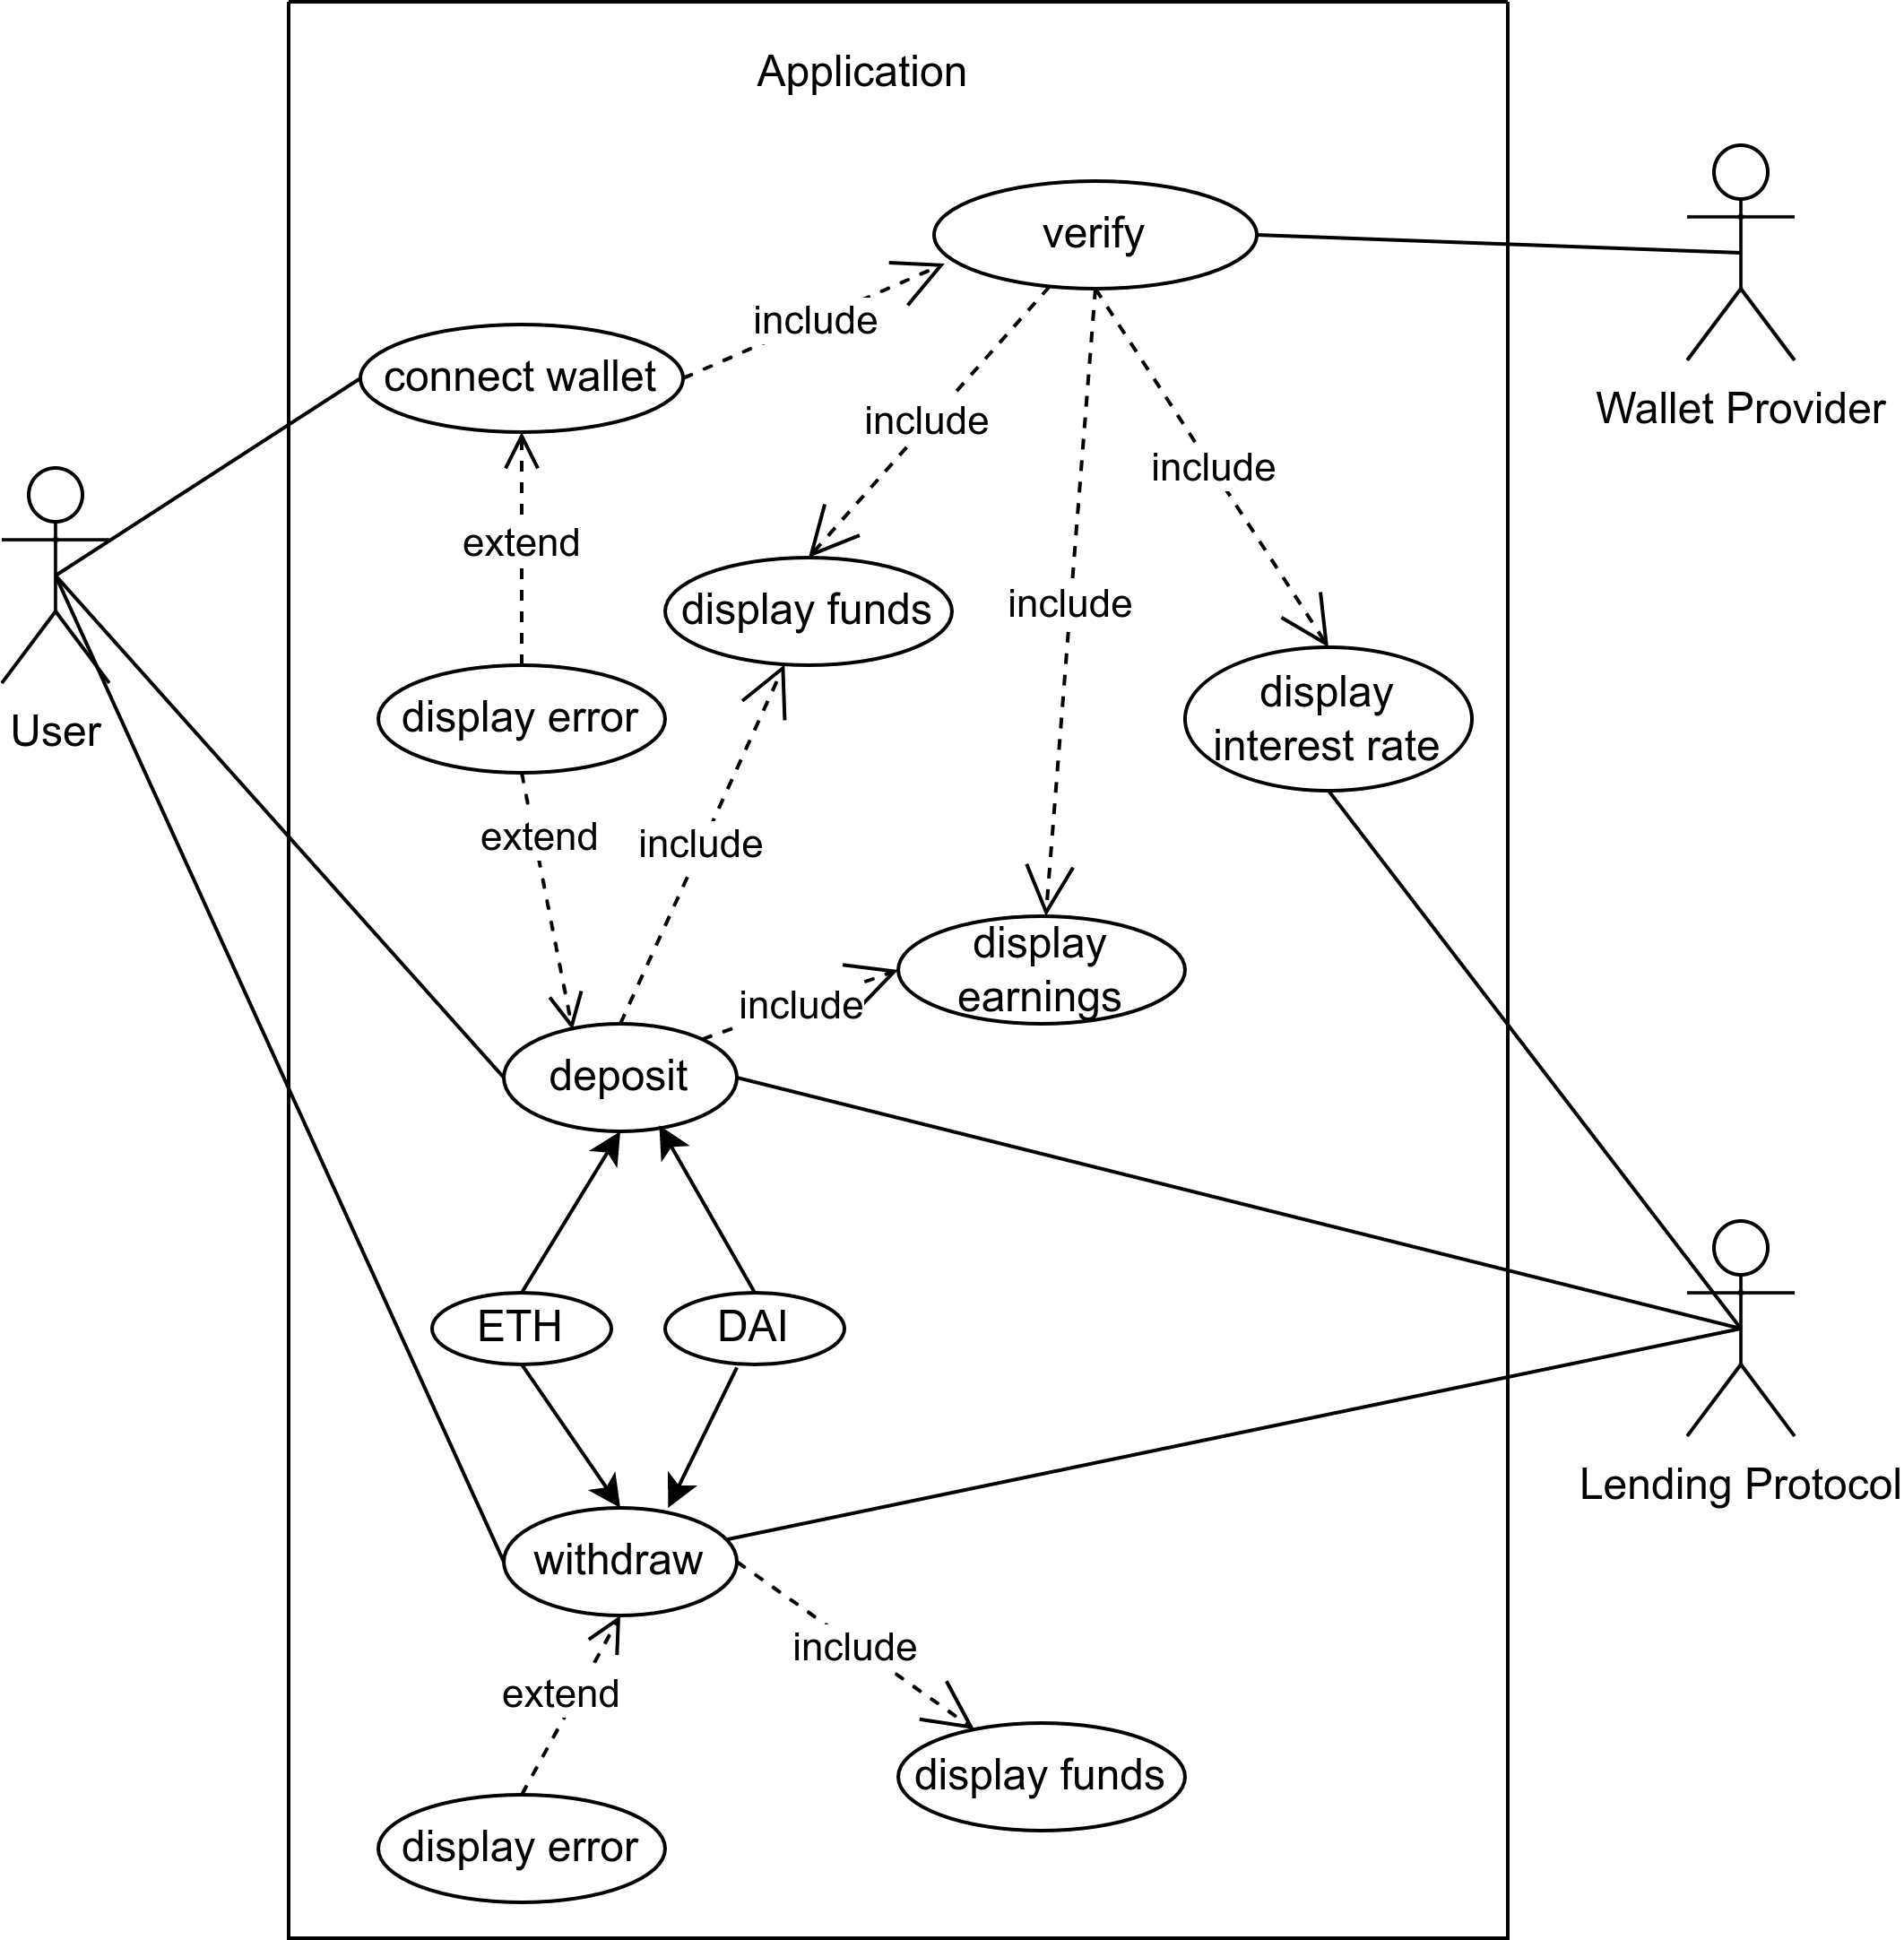 Application
verify
include
connect wallet
Wallet Provider
include
include
extend
include
display funds
display
interest rate
display error
User
extend
include
display
earnings
include
deposit
ETH
DAI
Lending Protocol
withdraw
include
extend
display funds
display error